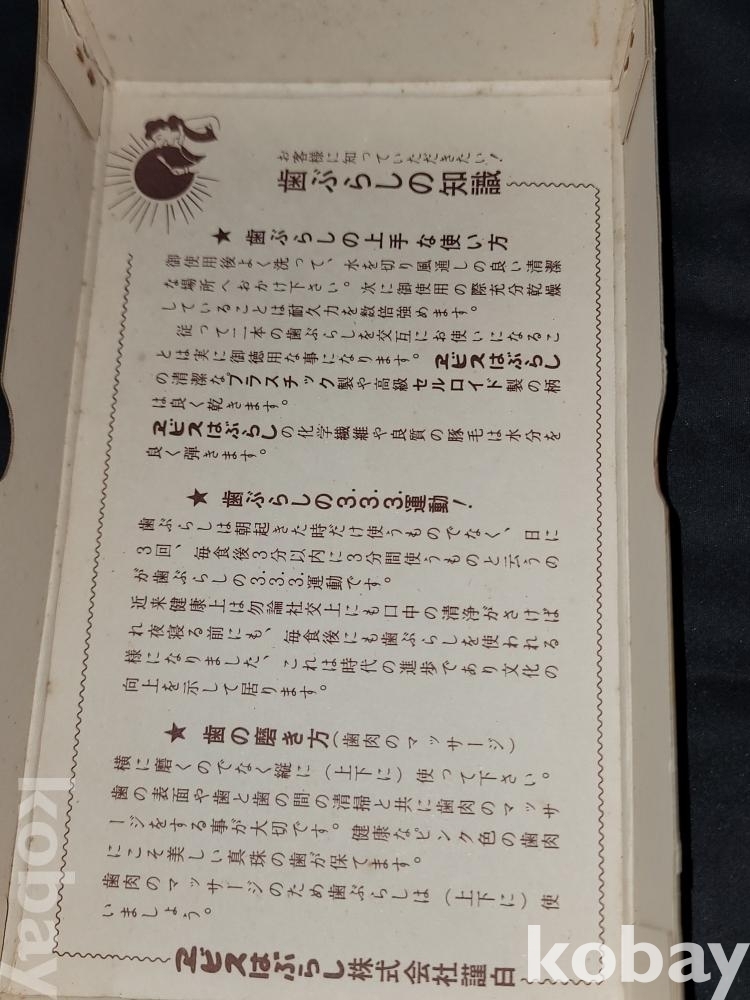 お客様に知っていただきたい!
歯ぶらしの知識
★ 歯ぶらしの上手な使い方
御使用後よく洗って、水を切り風通しの良い清潔
な場所へおかけ下さい。次に御使用の際充分乾燥
していることは耐久力を数倍強めます。
従って二本の歯ぶらしを交互にお使いになるこ
とは実に御徳用な事になります。ヱビスはぶらし
の清潔なプラスチック製や高級セルロイド製の柄
は良く乾きます。
ヱビスはぶらしの化学繊維や良質の豚毛は水分を
良く弾きます。
★ 歯ぶらしの3.3.3.運動!
歯ぶらしは朝起きた時だけ使うものでなく、日に
3回、毎食後3分以内に3分間使うものと云うの
が歯ぶらしの3.3.3.運動です。
近来健康上は勿論社交上にも口中の清浄がさけば
れ夜寝る前にも、毎食後にも歯ぶらしを使われる
様になりました、これは時代の進歩であり文化の
向上を示して居ります。
★ 歯の磨き方(歯肉のマッサージ)
横に磨くのでなく縦に(上下に)使って下さい。
歯の表面や歯と歯の間の清掃と共に歯肉のマッサ
ージをする事が大切です。健康なピンク色の歯肉
にこそ美しい真珠の歯が保てます。
歯肉のマッサージのため歯ぶらしは(上下に)使
いましょう。
ヱビスはぶらし株式会社謹白
kobay
kobay